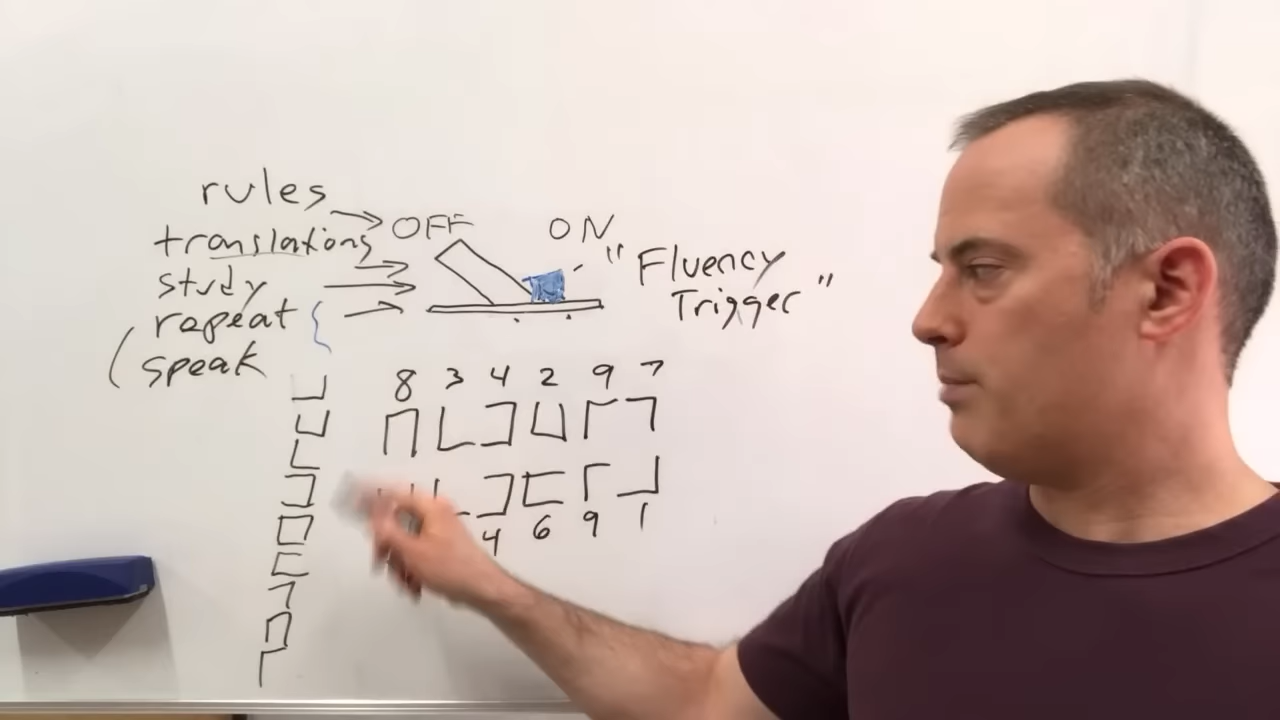 rules
translations
study
repeat
(speak
OFF
ON
"Fluency
Trigger"
8 3 4 2 9 7
4 6 9 1